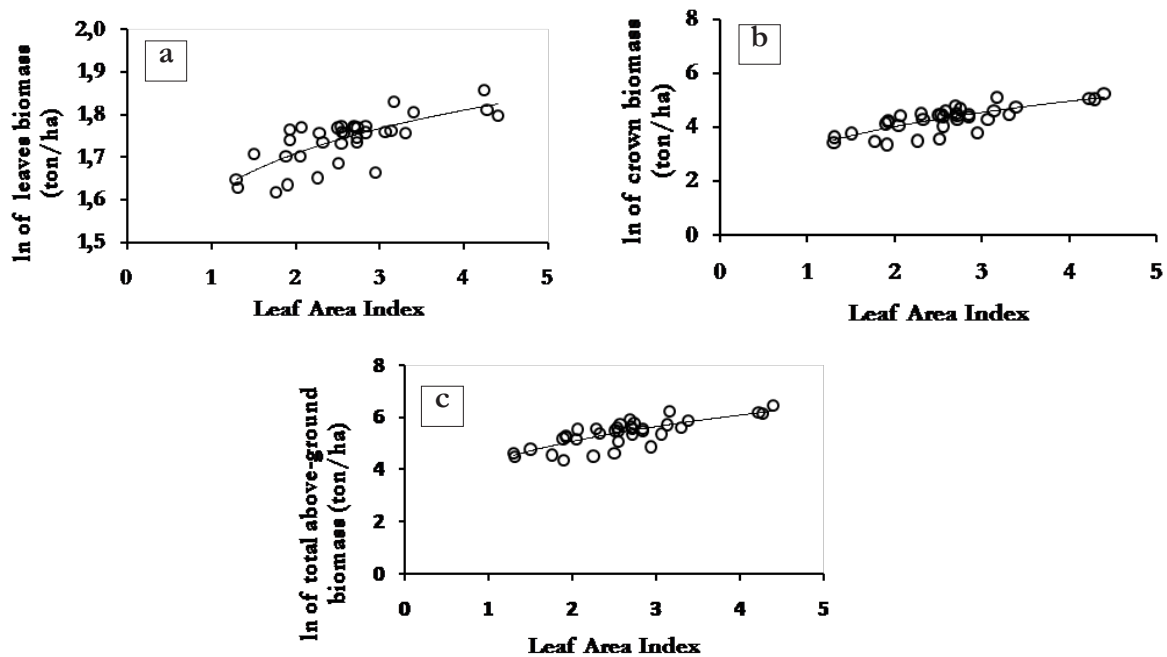 a
ln of leaves biomass
(ton/ha)
2,0
1,9
1,8
1,7
1,6
1,5
0 1 2 3 4 5
Leaf Area Index
b
ln of crown biomass
(ton/ha)
8
6
4
2
0
0 1 2 3 4 5
Leaf Area Index
c
ln of total above-ground
biomass (ton/ha)
8
6
4
2
0
0 1 2 3 4 5
Leaf Area Index